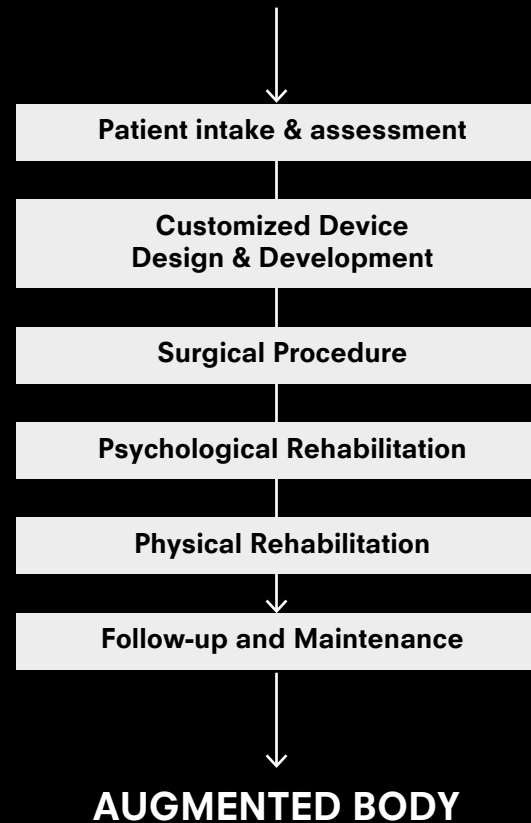 Patient intake & assessment
Customized Device
Design & Development
Surgical Procedure
Psychological Rehabilitation
Physical Rehabilitation
Follow-up and Maintenance
AUGMENTED BODY